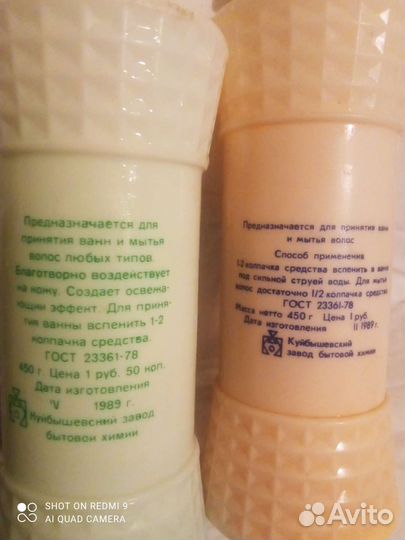 Предназначается для
принятия ванн и мытья
волос любых типов.
Благотворно воздействует
на кожу. Создает освежа-
ющий эффект. Для приня-
тия ванны вспенить 1-2
колпачка средства.
ГОСТ 23361-78
450 г. Цена 1 руб. 50 коп.
Дата изготовления
V 1989 г.
Куйбышевский завод
бытовой химии
Предназначается для принятия ванн
и мытья волос
Способ применения
1-2 колпачка средства вспенить в ванне
под сильной струей воды. Для мытья
волос достаточно 1/2 колпачка средства.
ГОСТ 23361-78
Масса нетто 450 г. Цена 1 руб.
Дата изготовления II 1989 г.
Куйбышевский
завод бытовой химии
SHOT ON REDMI 9
AI QUAD CAMERA
Avito